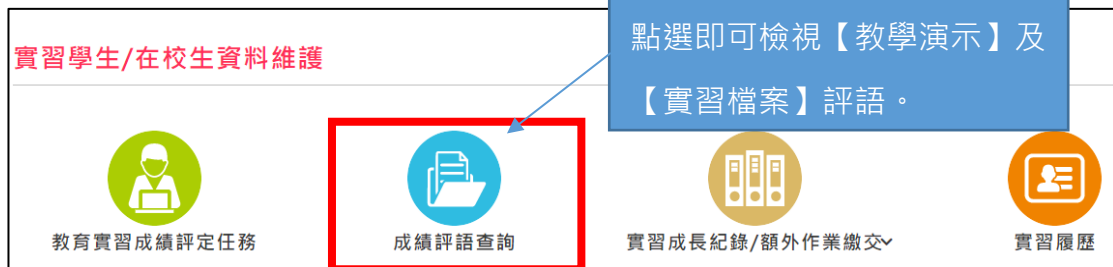 點選即可檢視【教學演示】及
【實習檔案】評語。
實習學生/在校生資料維護
教育實習成績評定任務
成績評語查詢
實習成長紀錄/額外作業繳交
實習履歷